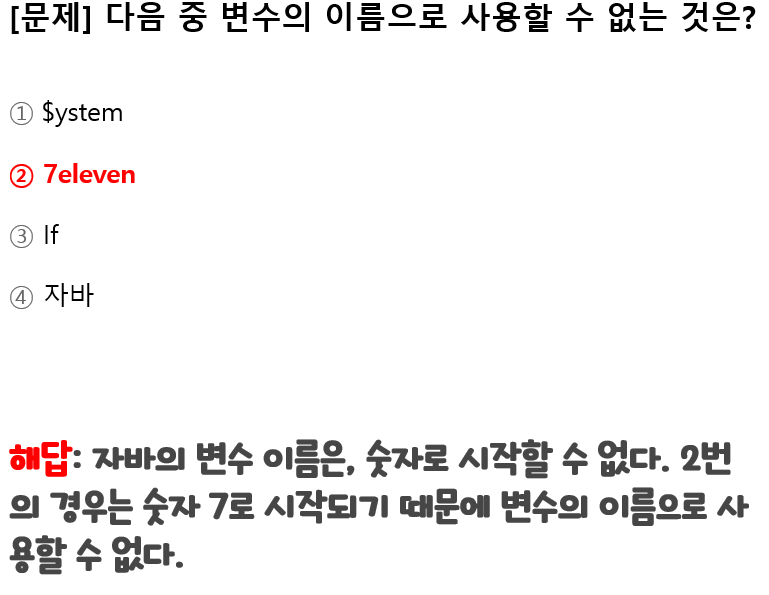 [문제] 다음 중 변수의 이름으로 사용할 수 없는 것은?
① $ystem
② 7eleven
③ If
④ 자바
해답: 자바의 변수 이름은, 숫자로 시작할 수 없다. 2번
의 경우는 숫자 7로 시작되기 때문에 변수의 이름으로 사
용할 수 없다.